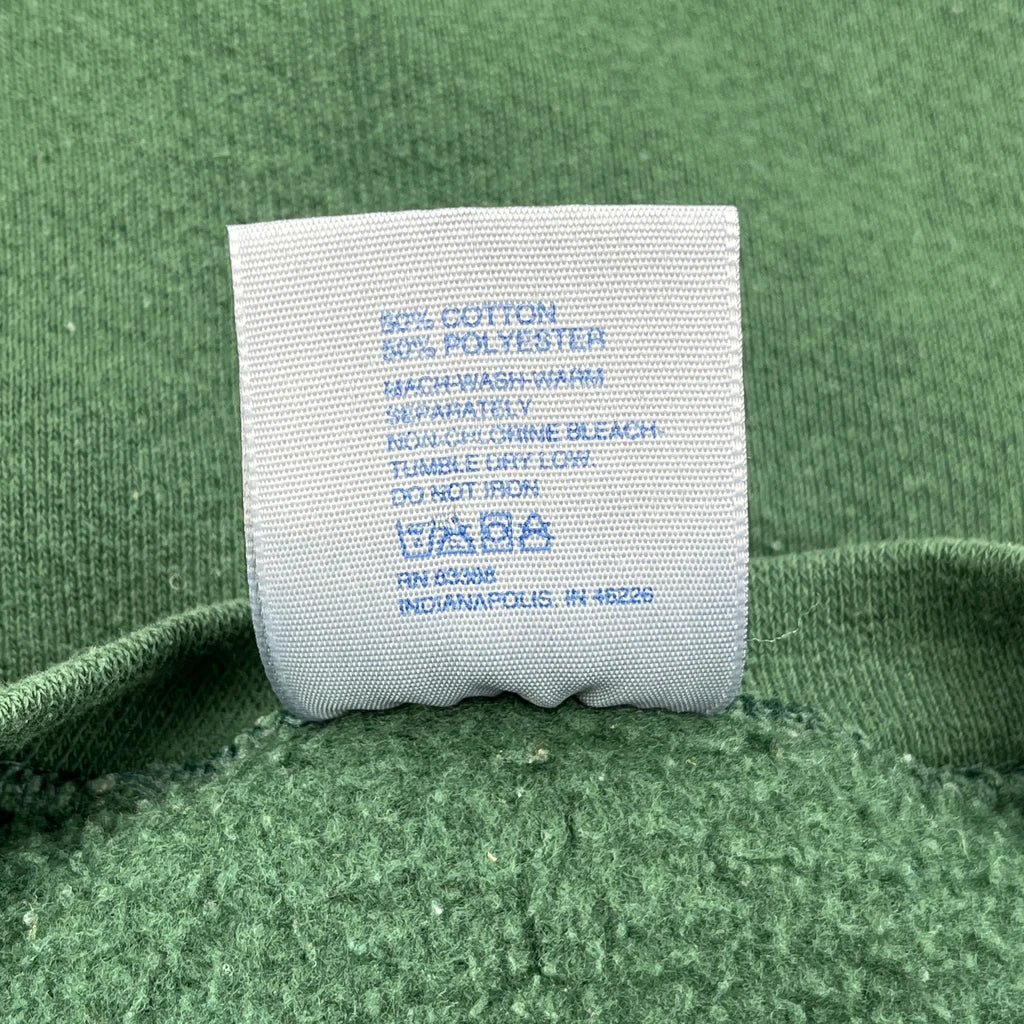 50% COTTON
50% POLYESTER
MACH-WASH-WARM
SEPARATELY
NON-CHLORINE BLEACH-
TUMBLE DRY LOW.
DO NOT IRON
RN
INDIANAPOLIS, IN 46226